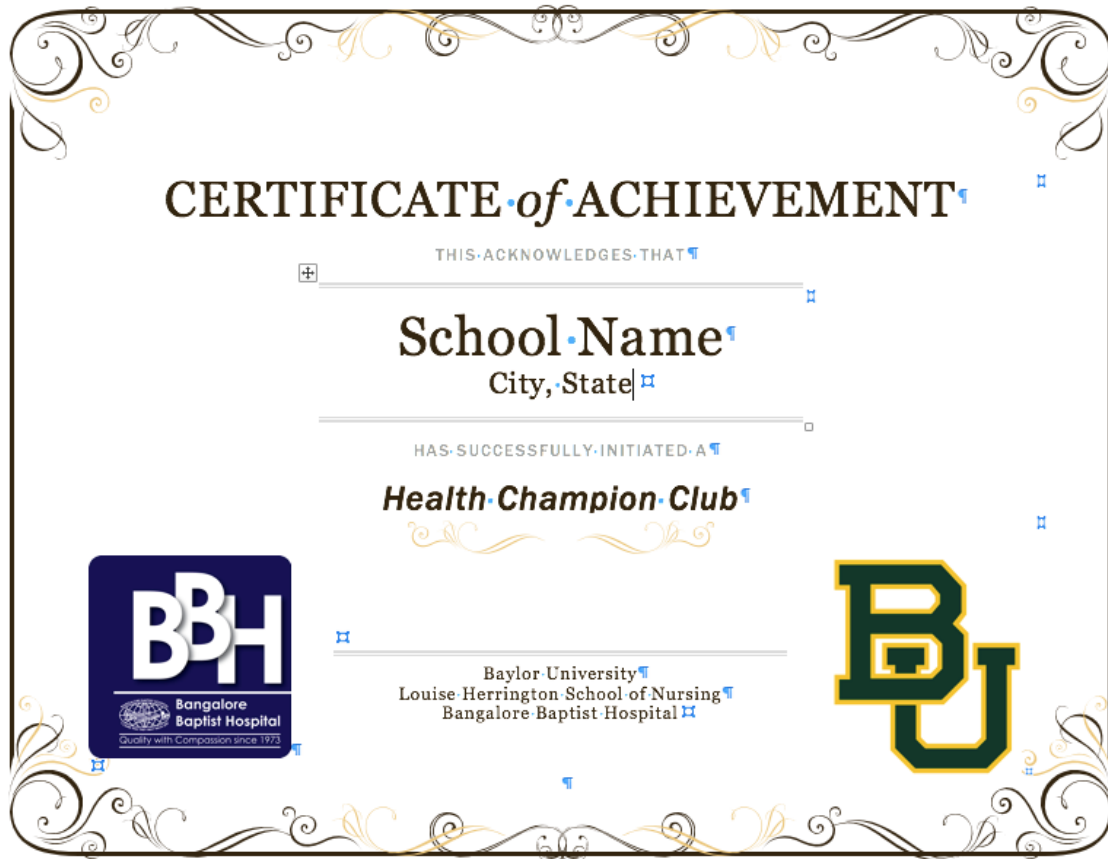 CERTIFICATE of ACHIEVEMENT
THIS ACKNOWLEDGES THAT
School Name
City, State
HAS SUCCESSFULLY INITIATED A
Health Champion Club
BBH
Bangalore
Baptist Hospital
Quality with Compassion since 1973
BU
Baylor University
Louise Herrington School of Nursing
Bangalore Baptist Hospital